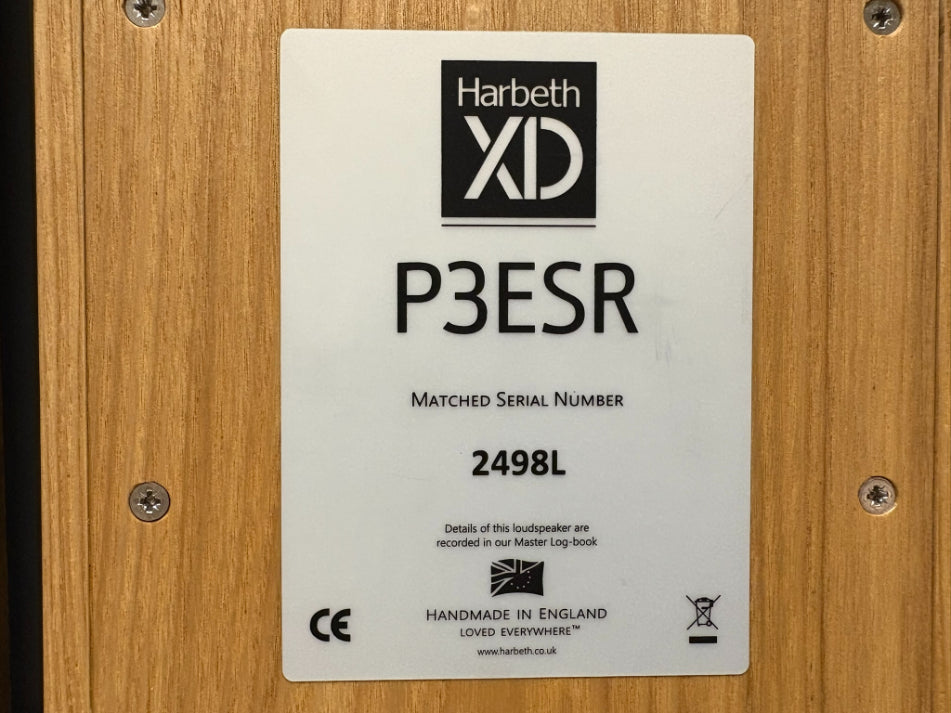 Harbeth
XD
P3ESR
Matched Serial Number
2498L
Details of this loudspeaker are
recorded in our Master Log-book
Handmade in England
loved everywhere™
www.harbeth.co.uk
CE